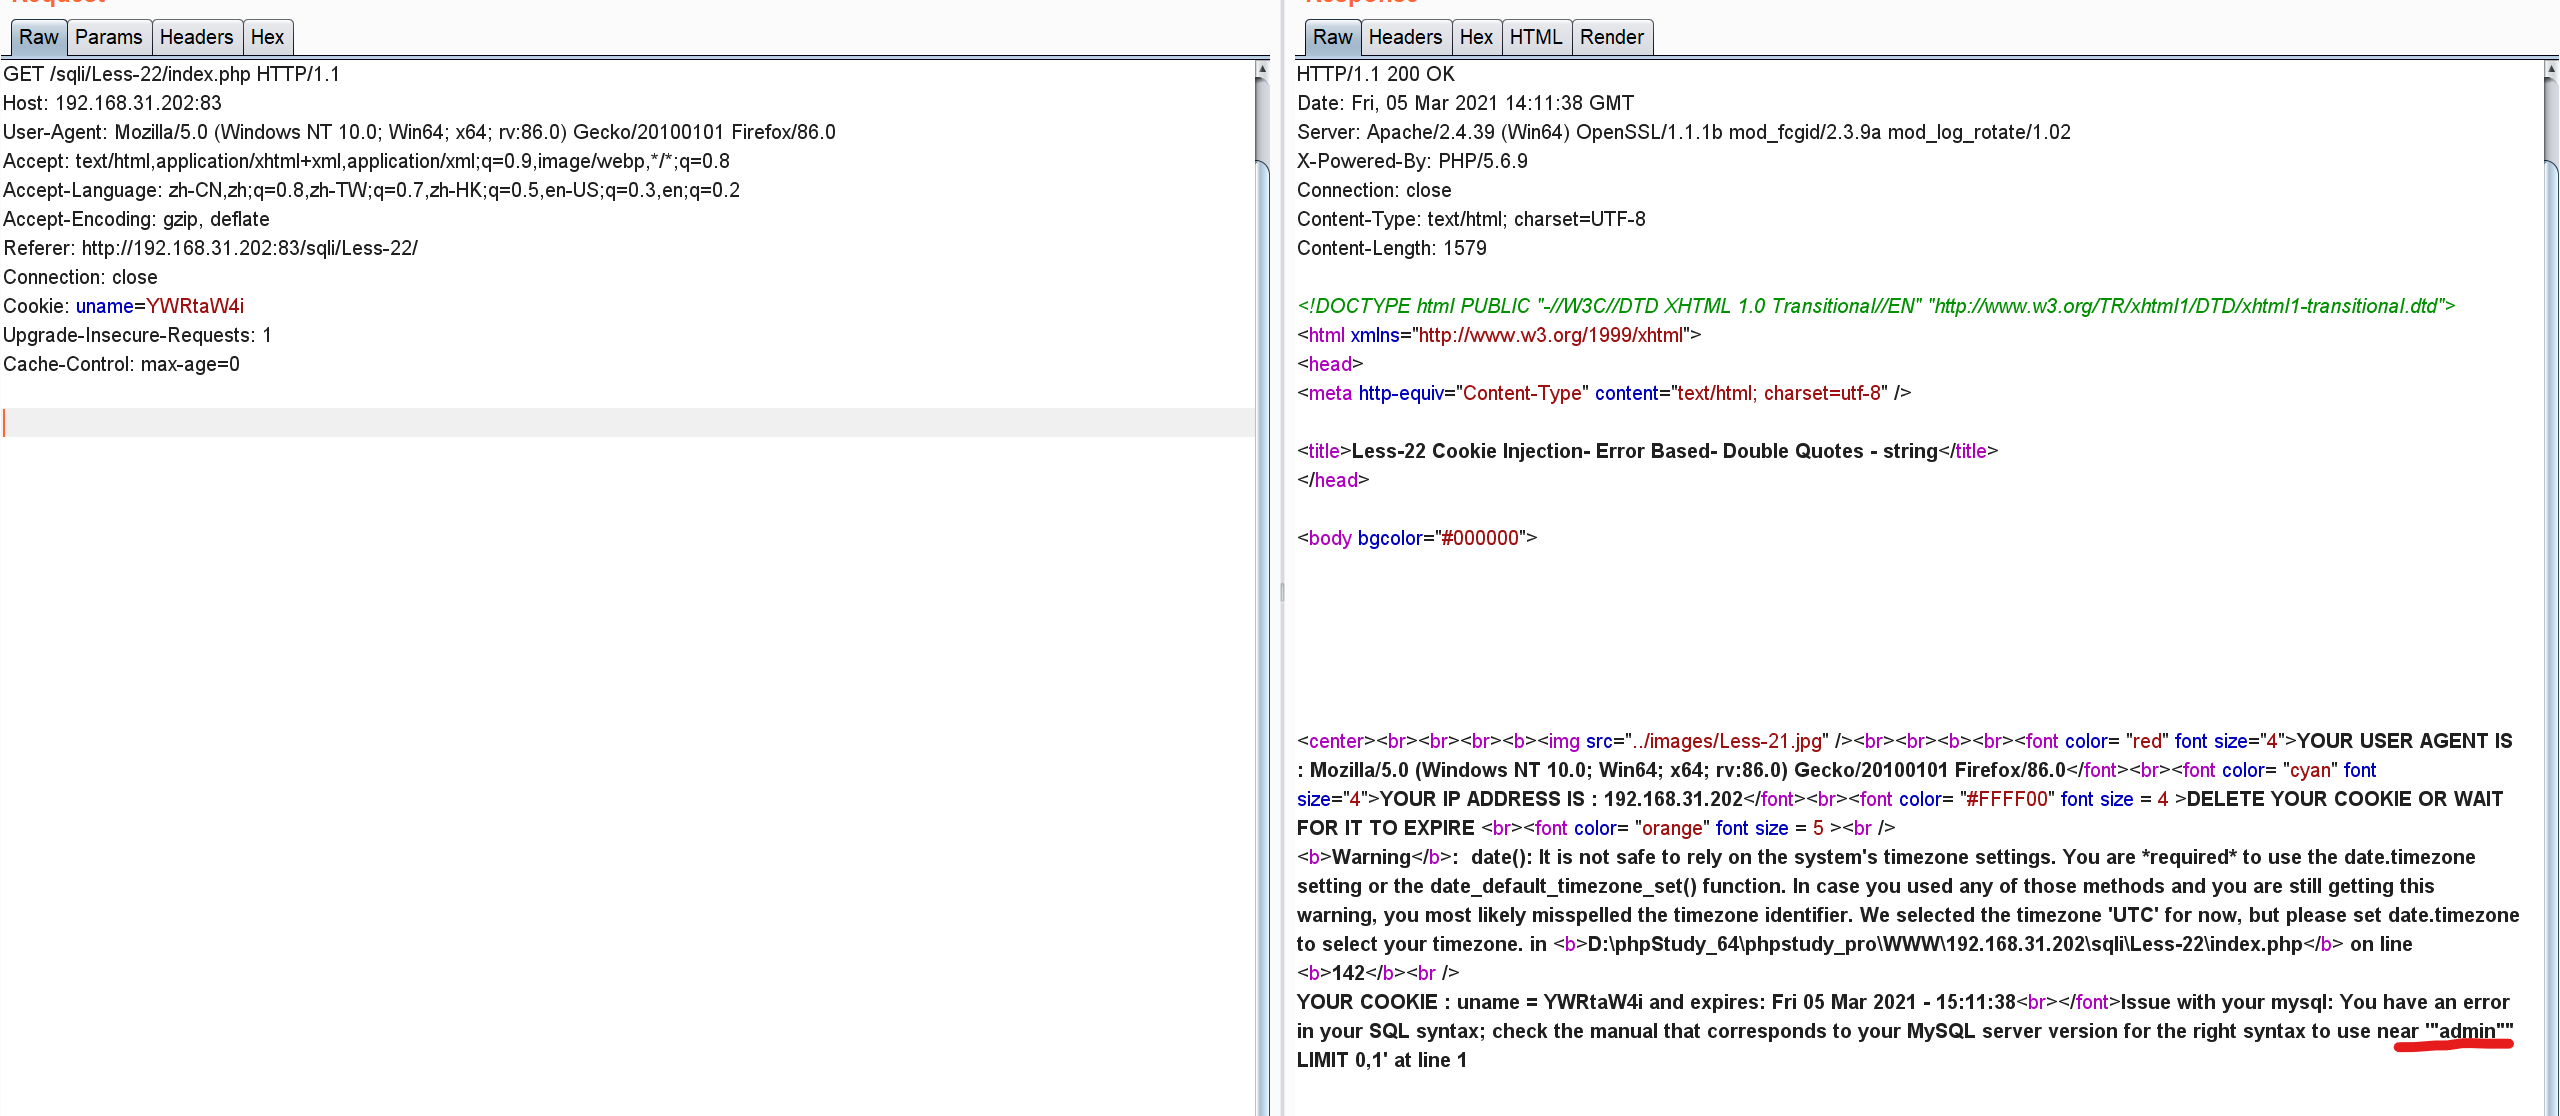 Request
Response
Raw Params Headers Hex
Raw Headers Hex HTML Render
GET /sqli/Less-22/index.php HTTP/1.1
Host: 192.168.31.202:83
User-Agent: Mozilla/5.0 (Windows NT 10.0; Win64; x64; rv:86.0) Gecko/20100101 Firefox/86.0
Accept: text/html,application/xhtml+xml,application/xml;q=0.9,image/webp,*/*;q=0.8
Accept-Language: zh-CN,zh;q=0.8,zh-TW;q=0.7,zh-HK;q=0.5,en-US;q=0.3,en;q=0.2
Accept-Encoding: gzip, deflate
Referer: http://192.168.31.202:83/sqli/Less-22/
Connection: close
Cookie: uname=YWRtaW4i
Upgrade-Insecure-Requests: 1
Cache-Control: max-age=0
HTTP/1.1 200 OK
Date: Fri, 05 Mar 2021 14:11:38 GMT
Server: Apache/2.4.39 (Win64) OpenSSL/1.1.1b mod_fcgid/2.3.9a mod_log_rotate/1.02
X-Powered-By: PHP/5.6.9
Connection: close
Content-Type: text/html; charset=UTF-8
Content-Length: 1579
<!DOCTYPE html PUBLIC "-//W3C//DTD XHTML 1.0 Transitional//EN" "http://www.w3.org/TR/xhtml1/DTD/xhtml1-transitional.dtd">
<html xmlns="http://www.w3.org/1999/xhtml">
<head>
<meta http-equiv="Content-Type" content="text/html; charset=utf-8" />
<title>Less-22 Cookie Injection- Error Based- Double Quotes - string</title>
</head>
<body bgcolor="#000000">
<center><br><br><br><b><img src="../images/Less-21.jpg" /><br><br><b><br><font color= "red" font size="4">YOUR USER AGENT IS
: Mozilla/5.0 (Windows NT 10.0; Win64; x64; rv:86.0) Gecko/20100101 Firefox/86.0</font><br><font color= "cyan" font
size="4">YOUR IP ADDRESS IS : 192.168.31.202</font><br><font color= "#FFFF00" font size = 4 >DELETE YOUR COOKIE OR WAIT
FOR IT TO EXPIRE <br><font color= "orange" font size = 5 ><br />
<b>Warning</b>:  date(): It is not safe to rely on the system's timezone settings. You are *required* to use the date.timezone
setting or the date_default_timezone_set() function. In case you used any of those methods and you are still getting this
warning, you most likely misspelled the timezone identifier. We selected the timezone 'UTC' for now, but please set date.timezone
to select your timezone. in <b>D:\phpStudy_64\phpstudy_pro\WWW\192.168.31.202\sqli\Less-22\index.php</b> on line
<b>142</b><br />
YOUR COOKIE : uname = YWRtaW4i and expires: Fri 05 Mar 2021 - 15:11:38<br></font>Issue with your mysql: You have an error
in your SQL syntax; check the manual that corresponds to your MySQL server version for the right syntax to use near '"admin""
LIMIT 0,1' at line 1